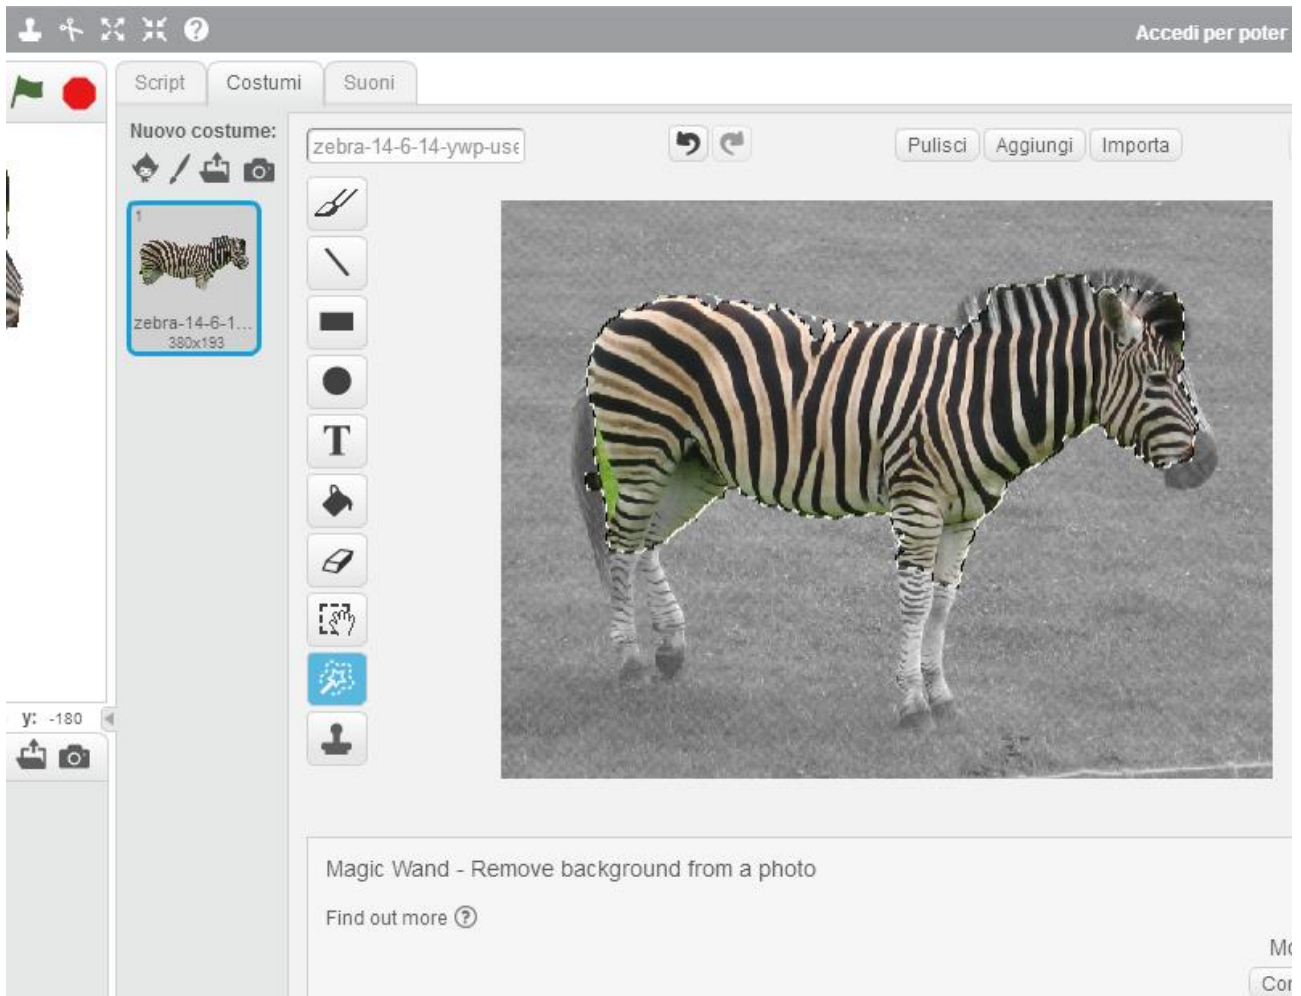 Accedi per poter
Script
Costumi
Suoni
Nuovo costume:
zebra-14-6-14-ywp-use
Pulisci
Aggiungi
Importa
1
zebra-14-6-1...
380x193
T
y: -180
Magic Wand - Remove background from a photo
Find out more ?